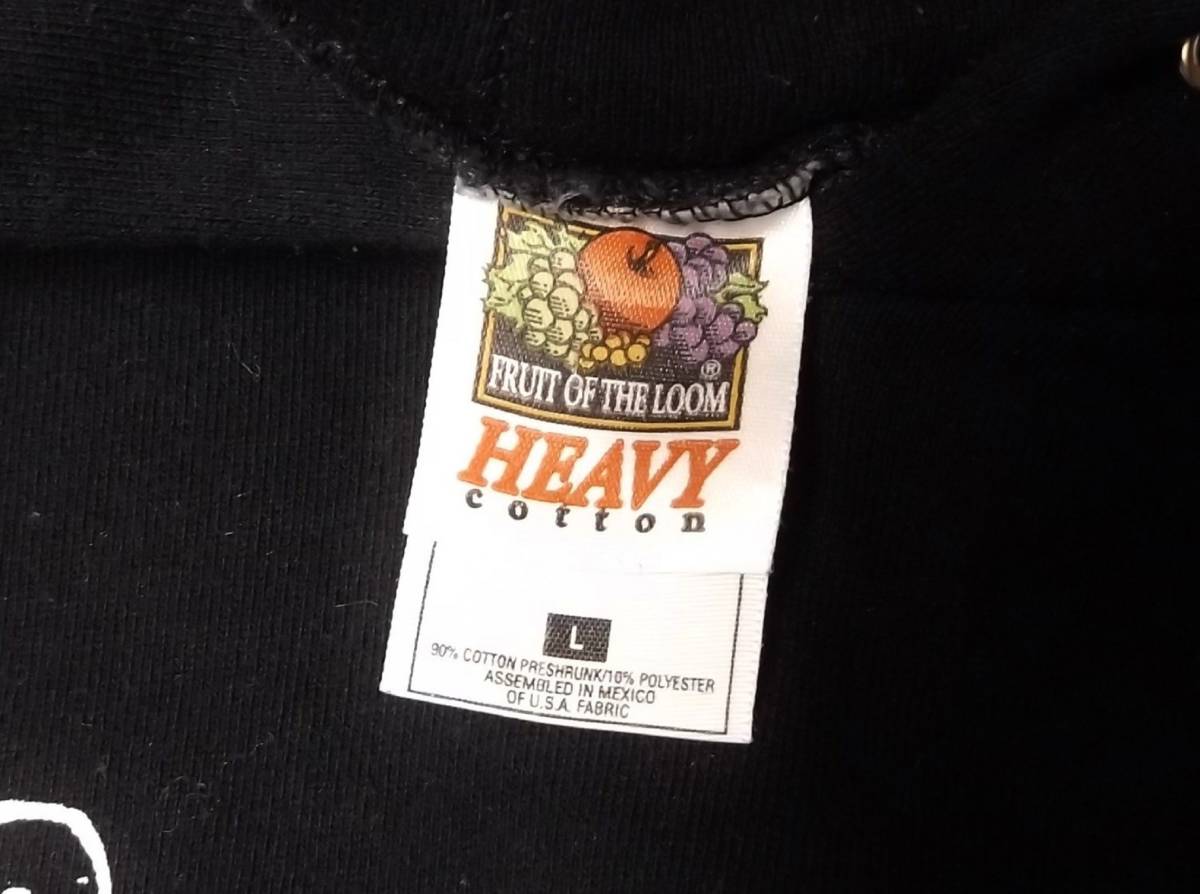 FRUIT OF THE LOOM ®
HEAVY
cotton
L
90% COTTON PRESHRUNK/10% POLYESTER
ASSEMBLED IN MEXICO
OF U.S.A. FABRIC